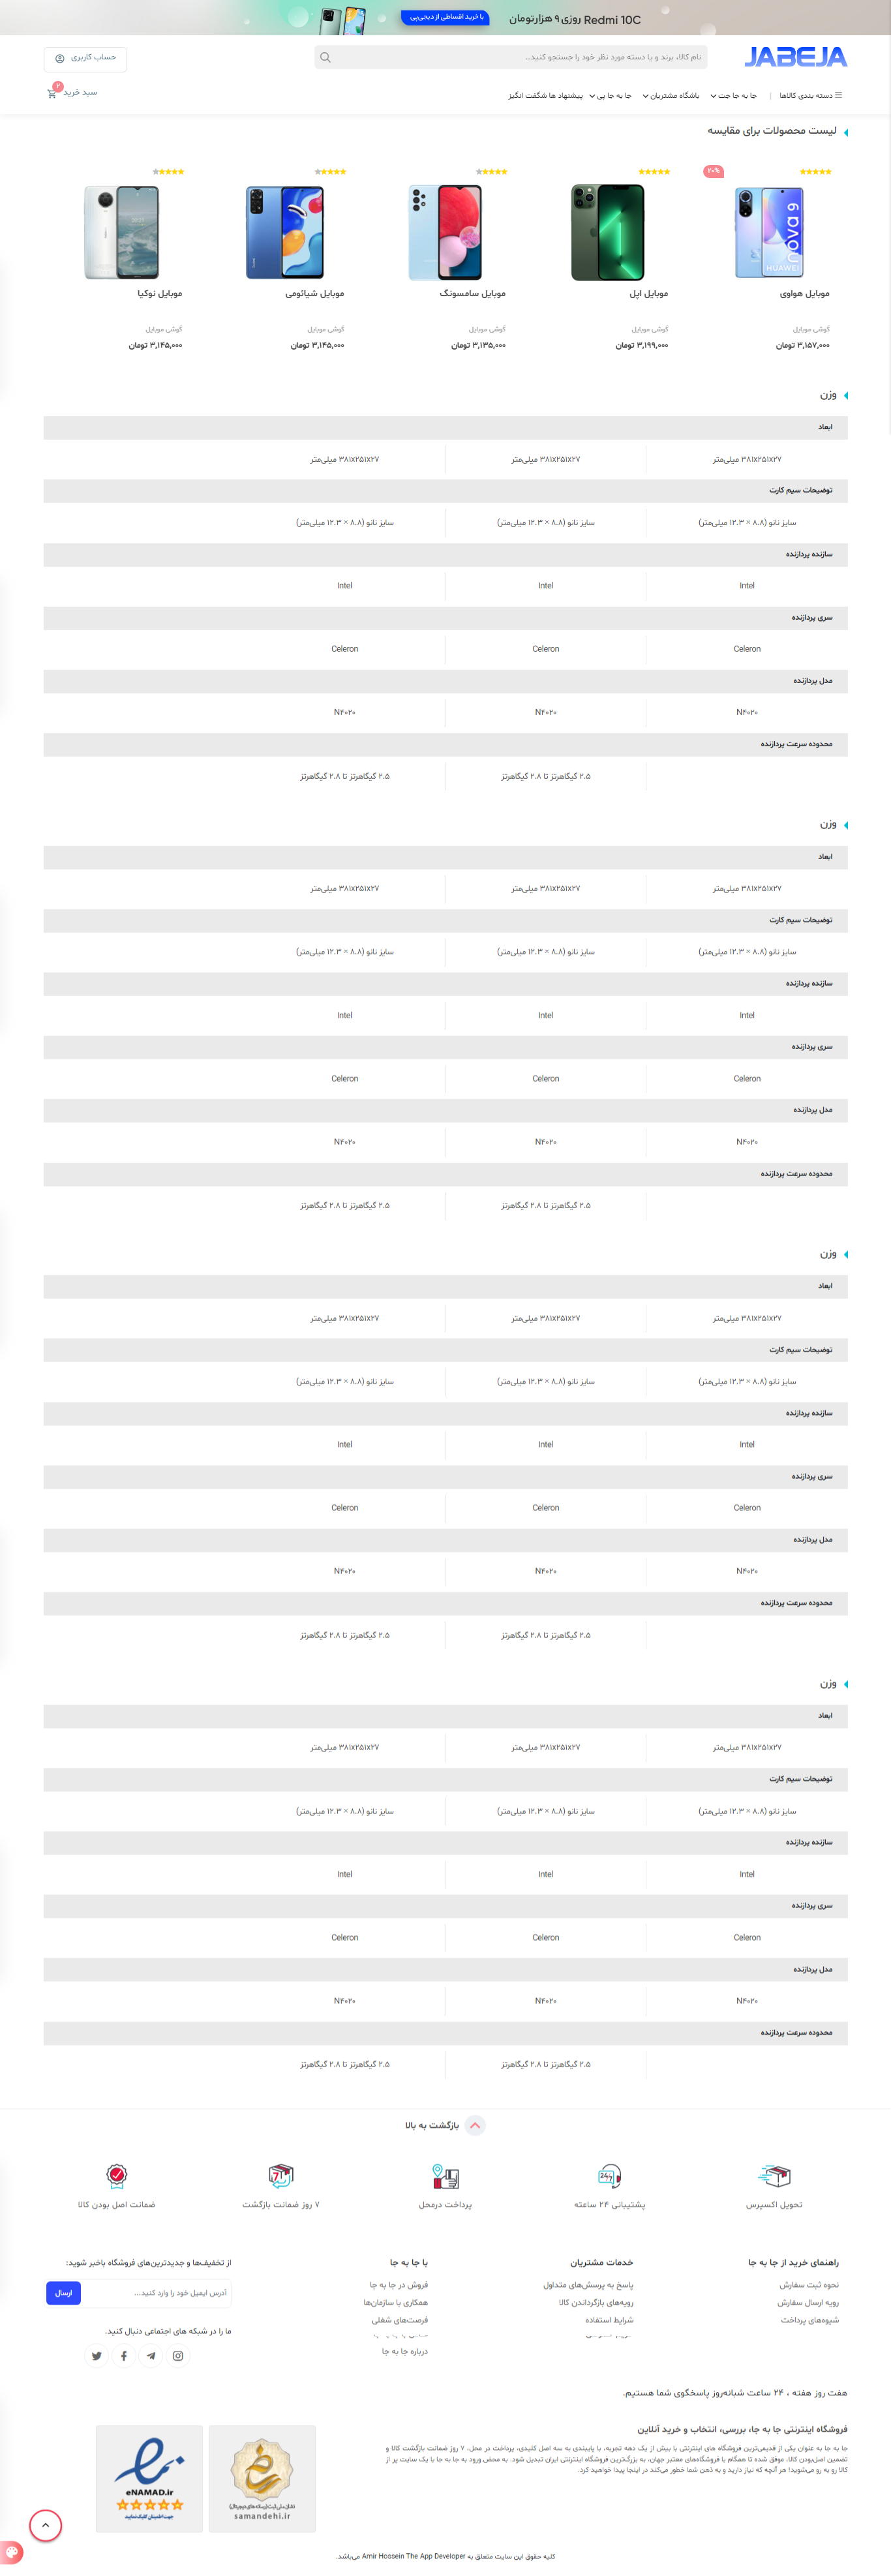 Redmi 10C روزی ۹ هزارتومان
با خرید اقساطی از دیجی‌پی
JABEJA
نام کالا، برند و یا دسته مورد نظر خود را جستجو کنید…
حساب کاربری
دسته بندی کالاها | جا به جا جت باشگاه مشتریان جا به جا پی پیشنهاد ها شگفت انگیز
سبد خرید ۲
لیست محصولات برای مقایسه
۲۰%
nova 9
HUAWEI
موبایل هواوی موبایل اپل موبایل سامسونگ موبایل شیائومی موبایل نوکیا
گوشی موبایل گوشی موبایل گوشی موبایل گوشی موبایل گوشی موبایل
۳,۱۵۷,۰۰۰ تومان ۳,۱۹۹,۰۰۰ تومان ۳,۱۳۵,۰۰۰ تومان ۳,۱۴۵,۰۰۰ تومان ۳,۱۴۵,۰۰۰ تومان
وزن
ابعاد
۳۸۱x۲۵۱x۲۷ میلی‌متر ۳۸۱x۲۵۱x۲۷ میلی‌متر ۳۸۱x۲۵۱x۲۷ میلی‌متر
توضیحات سیم کارت
سایز نانو (۸.۸ × ۱۲.۳ میلی‌متر) سایز نانو (۸.۸ × ۱۲.۳ میلی‌متر) سایز نانو (۸.۸ × ۱۲.۳ میلی‌متر)
سازنده پردازنده
Intel Intel Intel
سری پردازنده
Celeron Celeron Celeron
مدل پردازنده
N۴۰۲۰ N۴۰۲۰ N۴۰۲۰
محدوده سرعت پردازنده
۲.۵ گیگاهرتز تا ۲.۸ گیگاهرتز ۲.۵ گیگاهرتز تا ۲.۸ گیگاهرتز
وزن
ابعاد
۳۸۱x۲۵۱x۲۷ میلی‌متر ۳۸۱x۲۵۱x۲۷ میلی‌متر ۳۸۱x۲۵۱x۲۷ میلی‌متر
توضیحات سیم کارت
سایز نانو (۸.۸ × ۱۲.۳ میلی‌متر) سایز نانو (۸.۸ × ۱۲.۳ میلی‌متر) سایز نانو (۸.۸ × ۱۲.۳ میلی‌متر)
سازنده پردازنده
Intel Intel Intel
سری پردازنده
Celeron Celeron Celeron
مدل پردازنده
N۴۰۲۰ N۴۰۲۰ N۴۰۲۰
محدوده سرعت پردازنده
۲.۵ گیگاهرتز تا ۲.۸ گیگاهرتز ۲.۵ گیگاهرتز تا ۲.۸ گیگاهرتز
وزن
ابعاد
۳۸۱x۲۵۱x۲۷ میلی‌متر ۳۸۱x۲۵۱x۲۷ میلی‌متر ۳۸۱x۲۵۱x۲۷ میلی‌متر
توضیحات سیم کارت
سایز نانو (۸.۸ × ۱۲.۳ میلی‌متر) سایز نانو (۸.۸ × ۱۲.۳ میلی‌متر) سایز نانو (۸.۸ × ۱۲.۳ میلی‌متر)
سازنده پردازنده
Intel Intel Intel
سری پردازنده
Celeron Celeron Celeron
مدل پردازنده
N۴۰۲۰ N۴۰۲۰ N۴۰۲۰
محدوده سرعت پردازنده
۲.۵ گیگاهرتز تا ۲.۸ گیگاهرتز ۲.۵ گیگاهرتز تا ۲.۸ گیگاهرتز
وزن
ابعاد
۳۸۱x۲۵۱x۲۷ میلی‌متر ۳۸۱x۲۵۱x۲۷ میلی‌متر ۳۸۱x۲۵۱x۲۷ میلی‌متر
توضیحات سیم کارت
سایز نانو (۸.۸ × ۱۲.۳ میلی‌متر) سایز نانو (۸.۸ × ۱۲.۳ میلی‌متر) سایز نانو (۸.۸ × ۱۲.۳ میلی‌متر)
سازنده پردازنده
Intel Intel Intel
سری پردازنده
Celeron Celeron Celeron
مدل پردازنده
N۴۰۲۰ N۴۰۲۰ N۴۰۲۰
محدوده سرعت پردازنده
۲.۵ گیگاهرتز تا ۲.۸ گیگاهرتز ۲.۵ گیگاهرتز تا ۲.۸ گیگاهرتز
بازگشت به بالا
تحویل اکسپرس پشتیبانی ۲۴ ساعته پرداخت درمحل ۷ روز ضمانت بازگشت ضمانت اصل بودن کالا
راهنمای خرید از جا به جا
نحوه ثبت سفارش
رویه ارسال سفارش
شیوه‌های پرداخت
خدمات مشتریان
پاسخ به پرسش‌های متداول
رویه‌های بازگرداندن کالا
شرایط استفاده
با جا به جا
فروش در جا به جا
همکاری با سازمان‌ها
فرصت‌های شغلی
درباره جا به جا
از تخفیف‌ها و جدیدترین‌های فروشگاه باخبر شوید:
آدرس ایمیل خود را وارد کنید...
ارسال
ما را در شبکه های اجتماعی دنبال کنید.
هفت روز هفته ، ۲۴ ساعت شبانه‌روز پاسخگوی شما هستیم.
فروشگاه اینترنتی جا به جا، بررسی، انتخاب و خرید آنلاین
جا به جا به عنوان یکی از قدیمی‌ترین فروشگاه های اینترنتی با بیش از یک دهه تجربه، با پایبندی به سه اصل کلیدی، پرداخت در محل، ۷ روز ضمانت بازگشت کالا و
تضمین اصل‌بودن کالا، موفق شده تا همگام با فروشگاه‌های معتبر جهان، به بزرگ‌ترین فروشگاه اینترنتی ایران تبدیل شود. به محض ورود به جا به جا با یک سایت پر از
کالا رو به رو می‌شوید! هر آنچه که نیاز دارید و به ذهن شما خطور می‌کند در اینجا پیدا خواهید کرد.
samandehi.ir
eNAMAD.ir
جهت اطمینان کلیک نمایید
کلیه حقوق این سایت متعلق به Amir Hossein The App Developer می‌باشد.